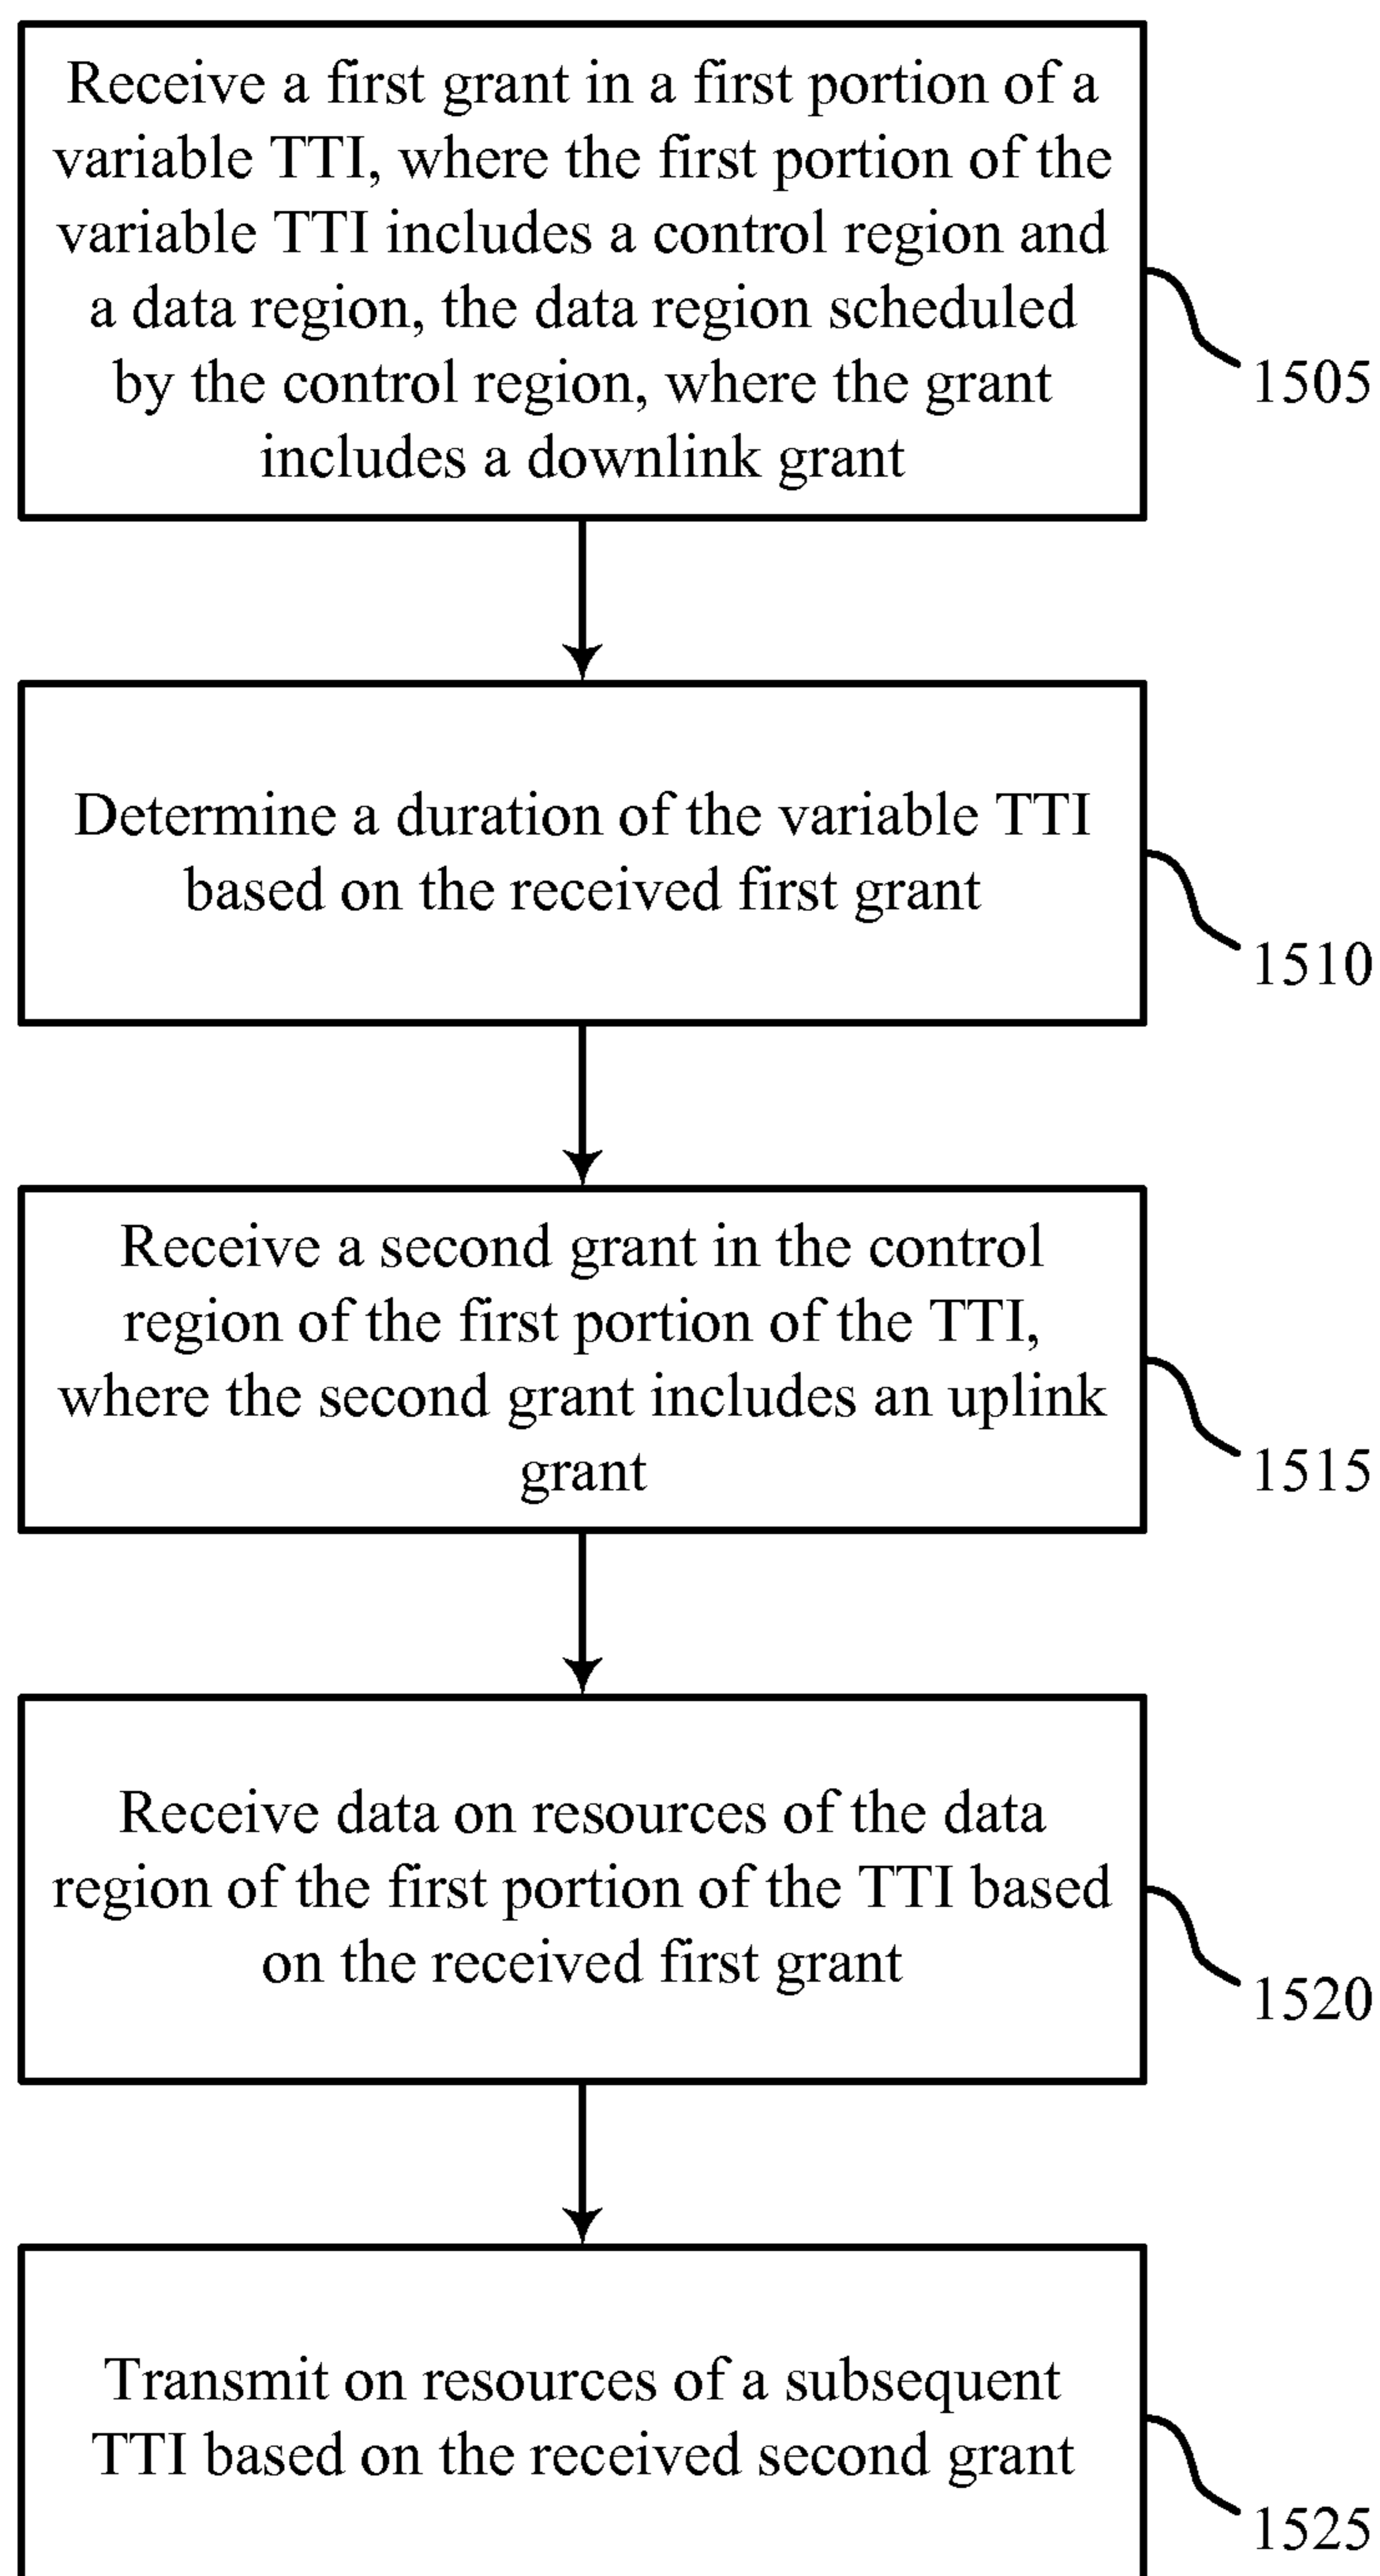 Receive a first grant in a first portion of a
variable TTI, where the first portion of the
variable TTI includes a control region and
a data region, the data region scheduled
by the control region, where the grant
includes a downlink grant
1505
Determine a duration of the variable TTI
based on the received first grant
1510
Receive a second grant in the control
region of the first portion of the TTI,
where the second grant includes an uplink
grant
1515
Receive data on resources of the data
region of the first portion of the TTI based
on the received first grant
1520
Transmit on resources of a subsequent
TTI based on the received second grant
1525